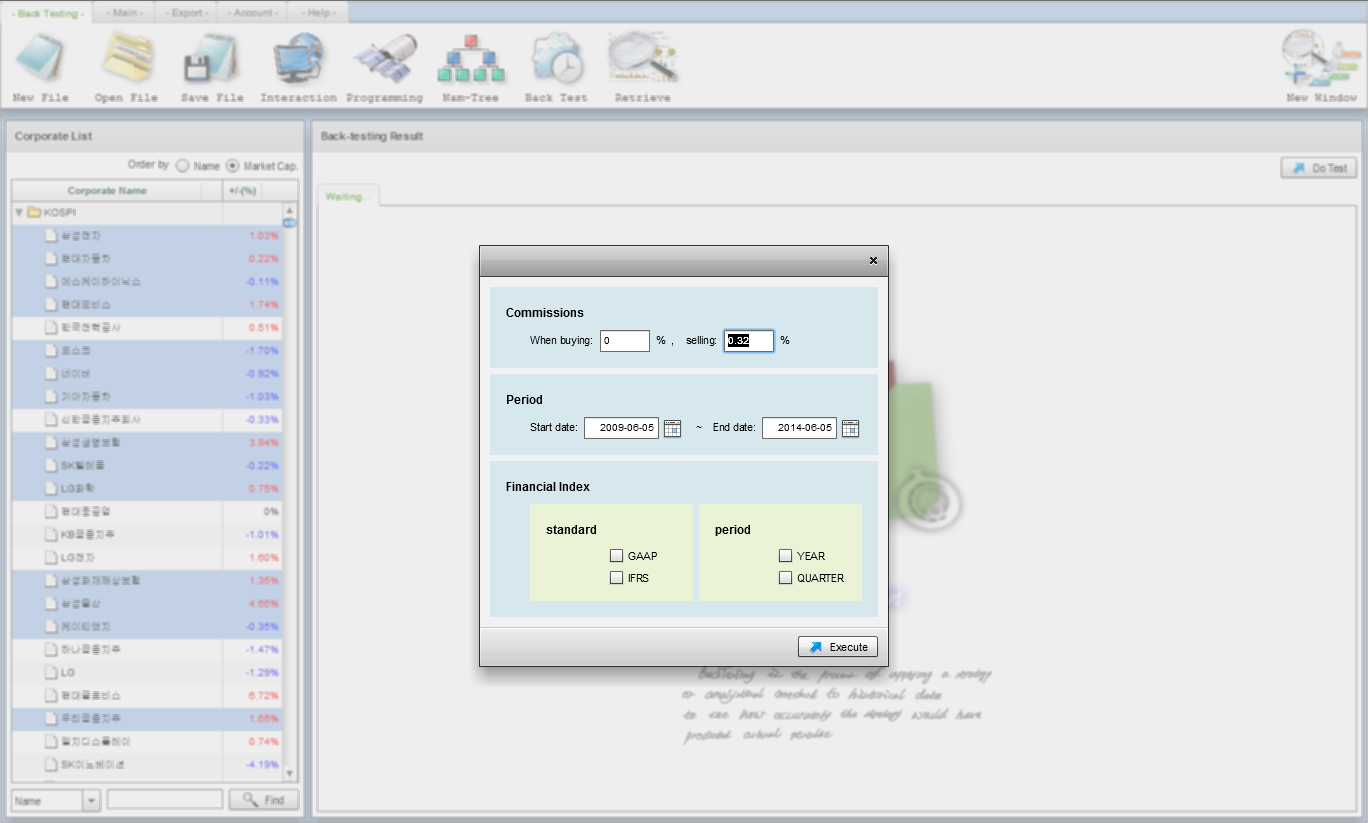 - Back Testing -
- Main -
- Export -
- Account -
- Help -
New File
Open File
Save File
Interaction
Programming
Nam-Tree
Back Test
Retrieve
New Window
Corporate List
Order by Name Market Cap.
Corporate Name +/-(%)
KOSPI
삼성전자 1.03%
현대자동차 0.22%
에스케이하이닉스 -0.11%
현대모비스 1.74%
한국전력공사 0.51%
포스코 -1.70%
네이버 -0.92%
기아자동차 -1.03%
신한금융지주회사 -0.33%
삼성생명보험 3.94%
SK텔레콤 -0.22%
LG화학 0.75%
현대중공업 0%
KB금융지주 -1.01%
LG전자 1.60%
삼성화재해상보험 1.35%
삼성물산 4.66%
케이티앤지 -0.35%
하나금융지주 -1.47%
LG -1.29%
현대글로비스 6.72%
우리금융지주 1.65%
엘지디스플레이 0.74%
SK이노베이션 -4.19%
Name
Find
Back-testing Result
Do Test
Waiting...
Commissions
When buying: 0 % , selling: 0.32 %
Period
Start date: 2009-06-05 ~ End date: 2014-06-05
Financial Index
standard
GAAP
IFRS
period
YEAR
QUARTER
Execute
BackTesting is the process of applying a strategy
or analytical method to historical data
to see how accurately the strategy would have
predicted actual results